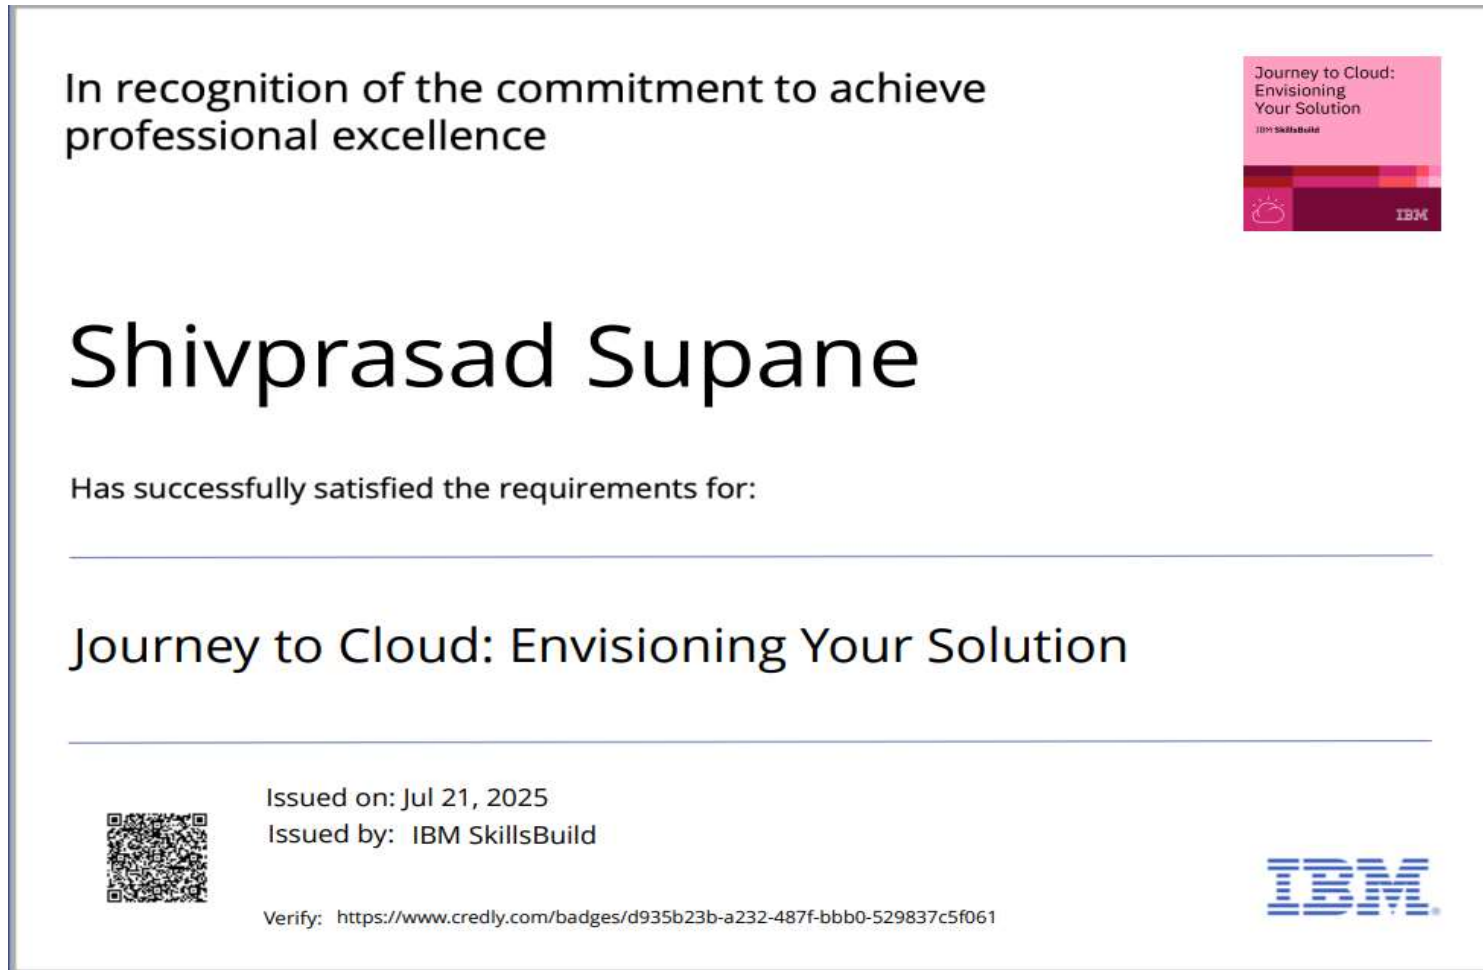 In recognition of the commitment to achieve
professional excellence
Journey to Cloud:
Envisioning
Your Solution
IBM SkillsBuild
IBM
Shivprasad Supane
Has successfully satisfied the requirements for:
Journey to Cloud: Envisioning Your Solution
Issued on: Jul 21, 2025
Issued by: IBM SkillsBuild
Verify: https://www.credly.com/badges/d935b23b-a232-487f-bbb0-529837c5f061
IBM®